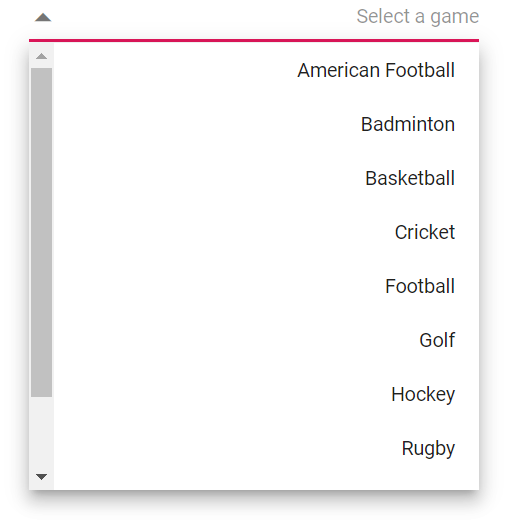 Select a game
American Football
Badminton
Basketball
Cricket
Football
Golf
Hockey
Rugby